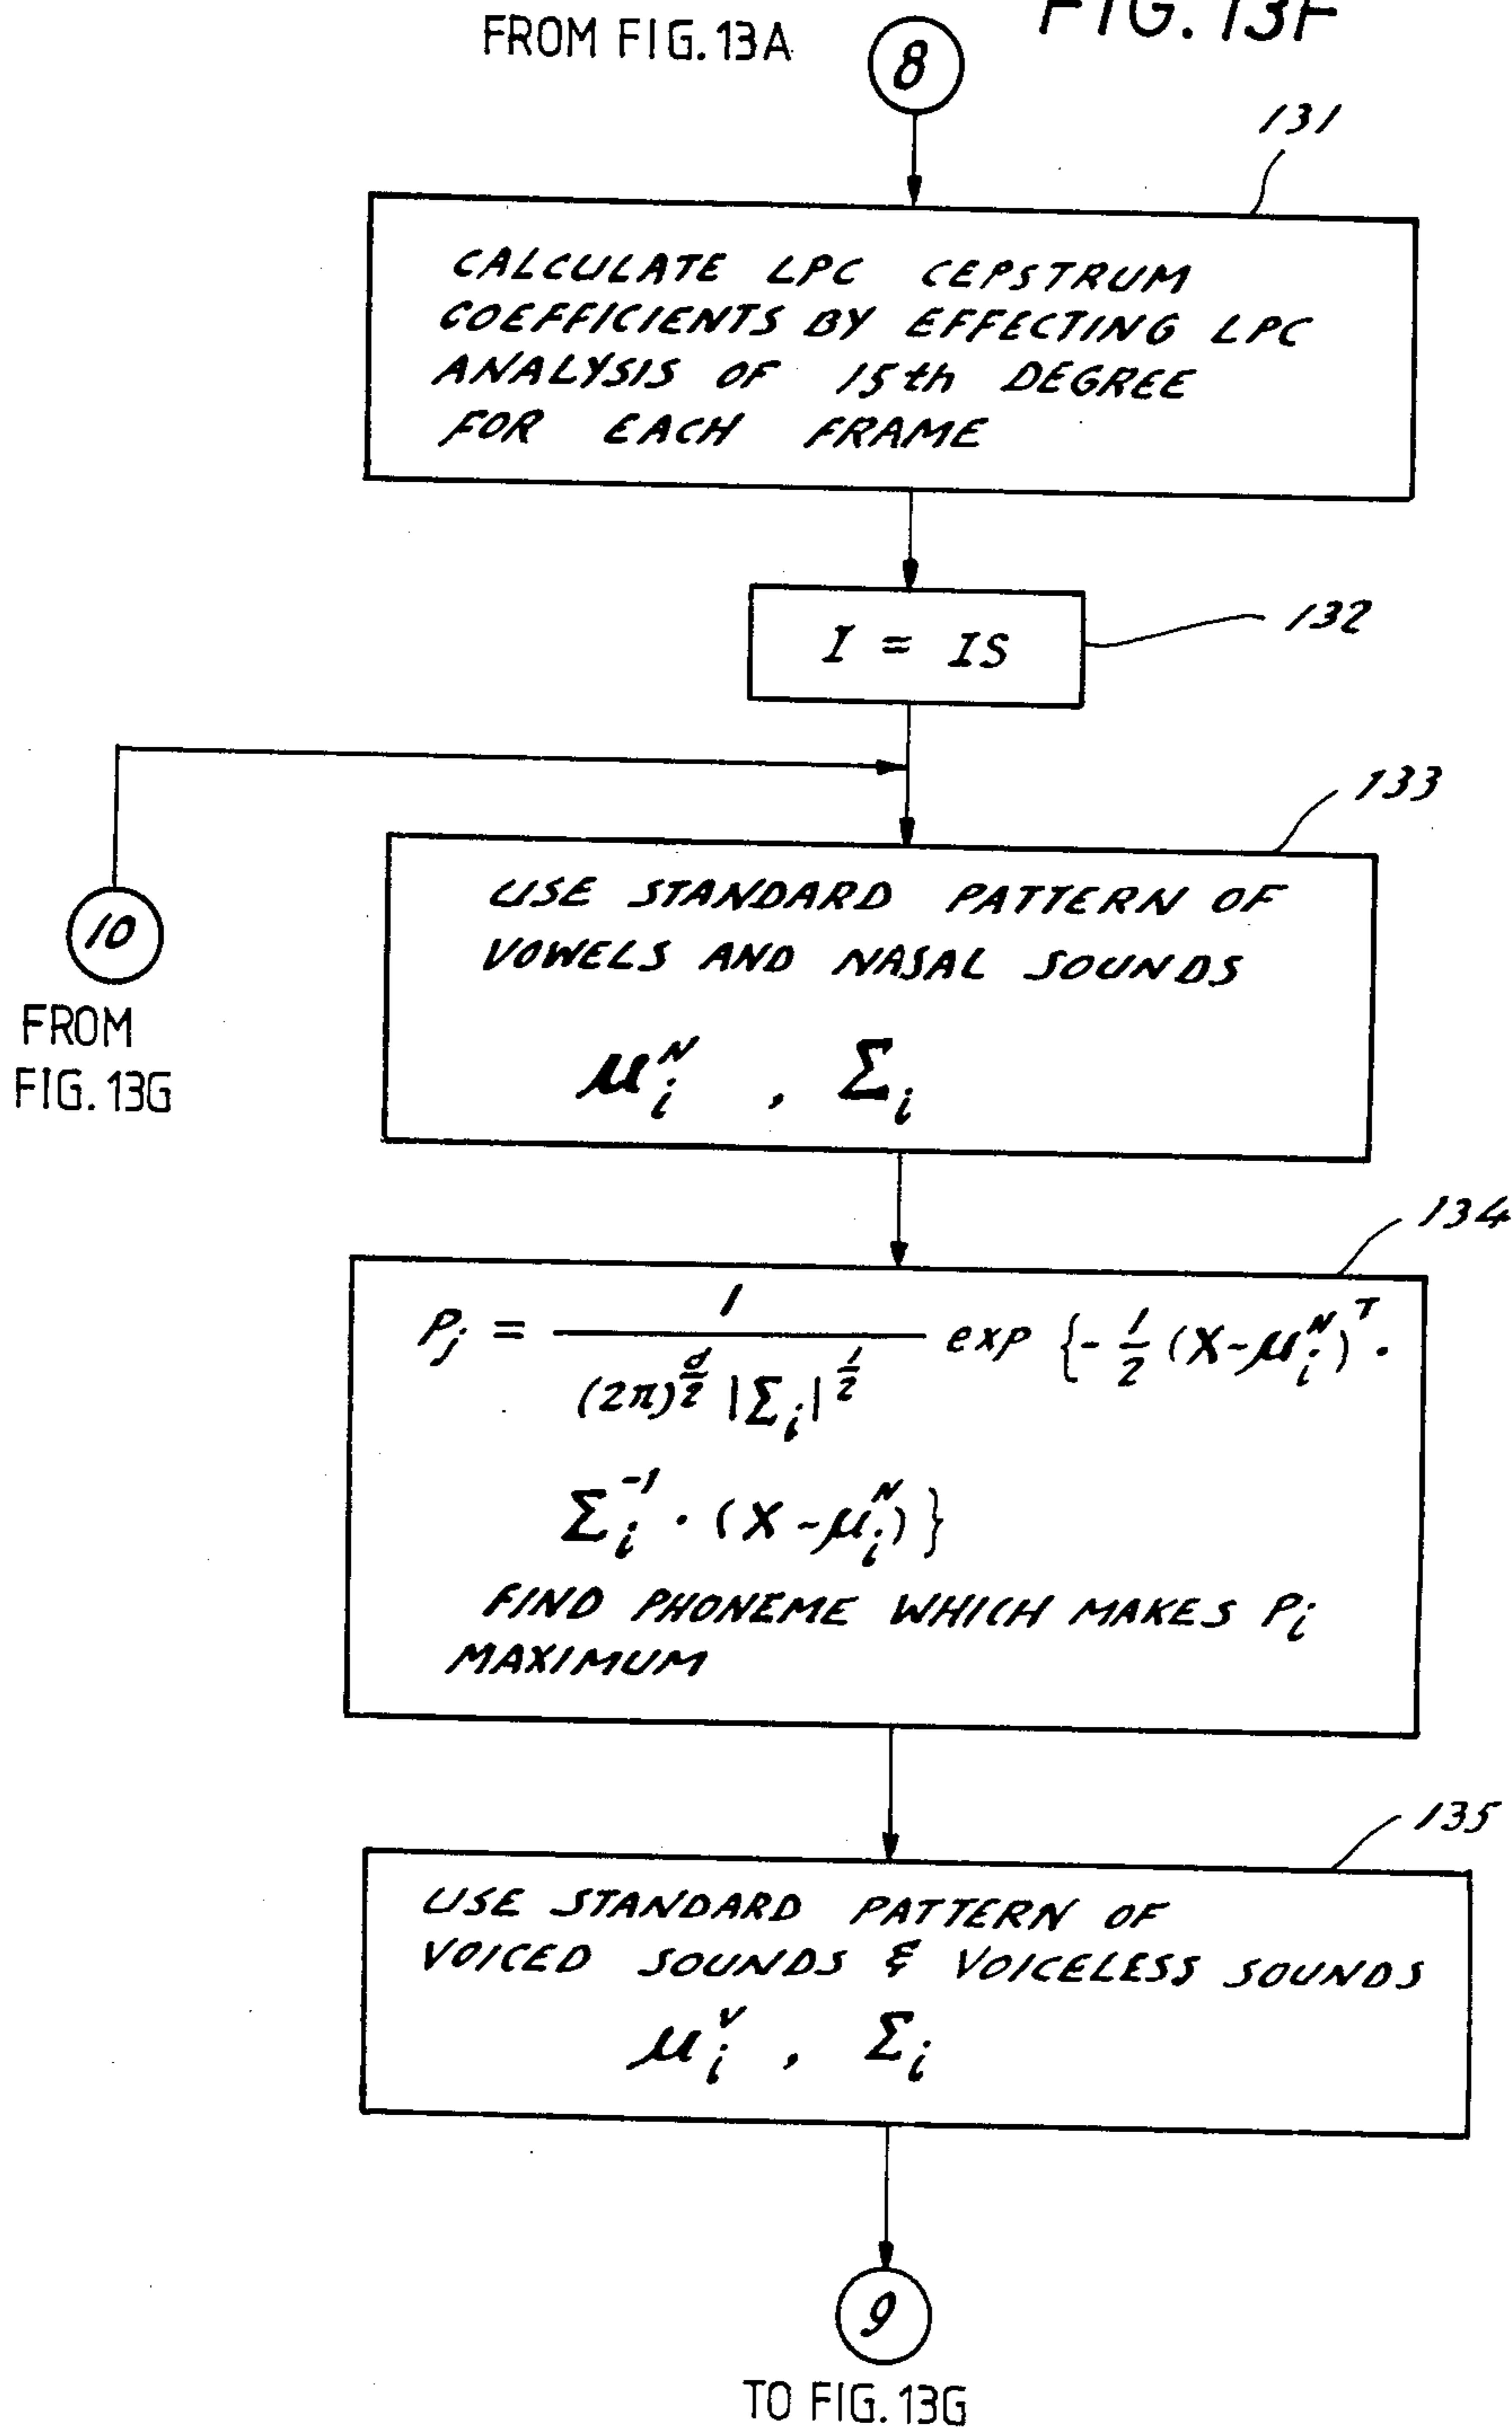 FIG. 13F
FROM FIG. 13A
8
131
CALCULATE LPC CEPSTRUM
COEFFICIENTS BY EFFECTING LPC
ANALYSIS OF 15th DEGREE
FOR EACH FRAME
I = IS
132
133
10
FROM
FIG. 13G
USE STANDARD PATTERN OF
VOWELS AND NASAL SOUNDS
μ_i^N , Σ_i
134
P_j = 1 / ((2π)^{d/2} |Σ_i|^{1/2}) exp {- 1/2 (X-μ_i^N)^T ·
Σ_i^{-1} · (X-μ_i^N)}
FIND PHONEME WHICH MAKES P_i
MAXIMUM
135
USE STANDARD PATTERN OF
VOICED SOUNDS & VOICELESS SOUNDS
μ_i^V , Σ_i
9
TO FIG. 13G